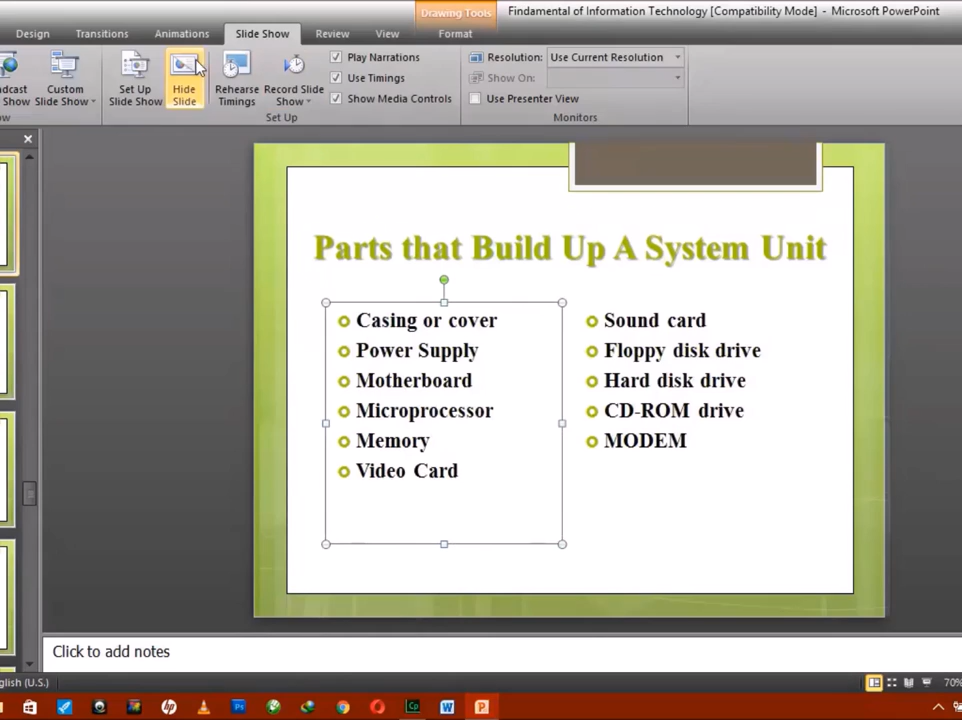 Drawing Tools
Findamental of Information Technology [Compatibility Mode] - Microsoft PowerPoint
Design Transitions Animations Slide Show Review View Format
Custom Slide Show
Set Up Slide Show
Hide Slide
Rehearse Timings
Record Slide Show
Play Narrations
Use Timings
Show Media Controls
Set Up
Resolution: Use Current Resolution
Show On:
Use Presenter View
Monitors
Parts that Build Up A System Unit
Casing or cover
Power Supply
Motherboard
Microprocessor
Memory
Video Card
Sound card
Floppy disk drive
Hard disk drive
CD-ROM drive
MODEM
Click to add notes
(U.S.)
70%